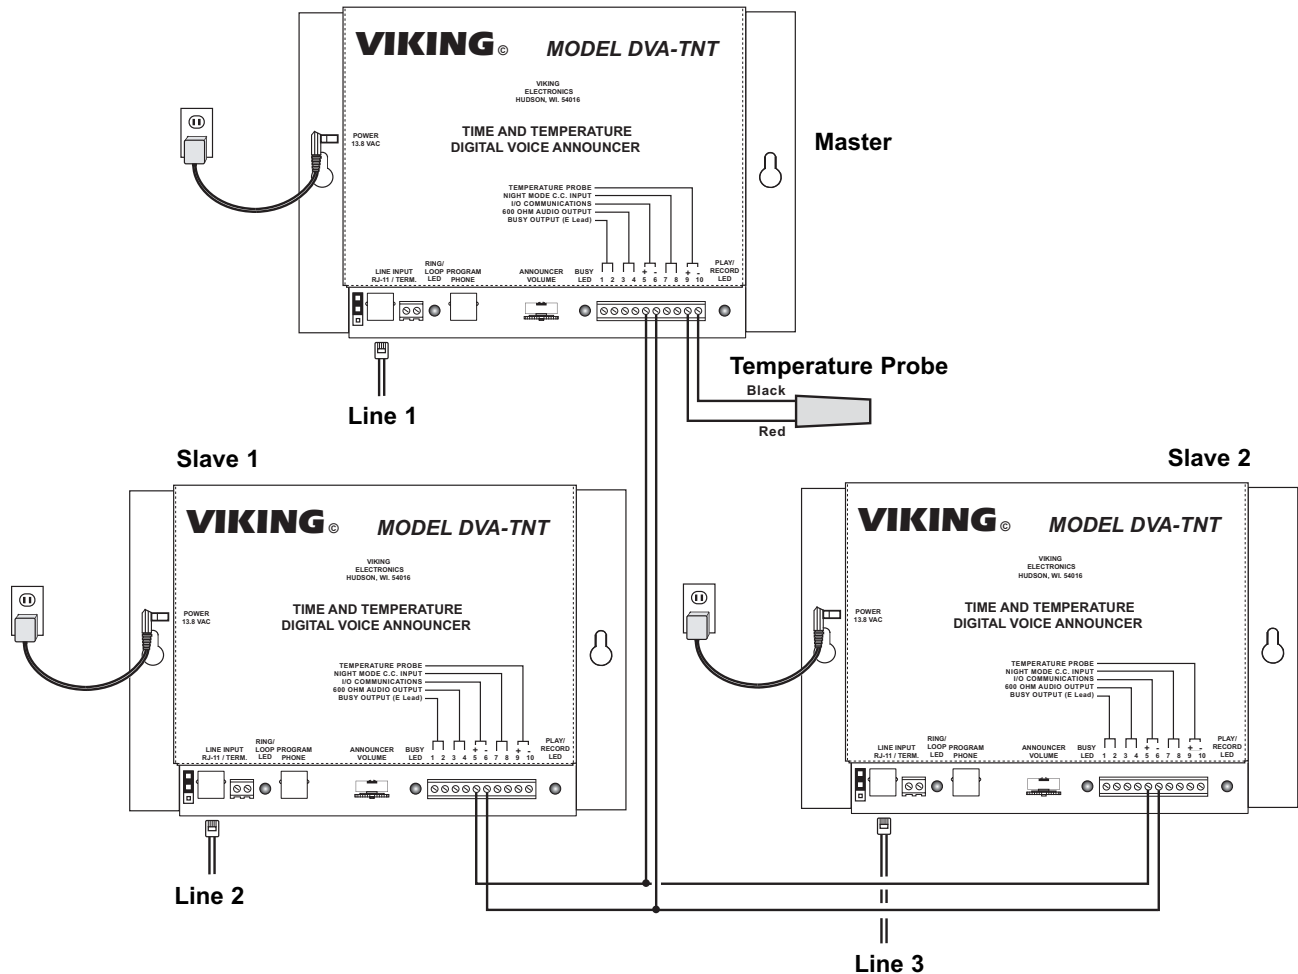 VIKING © MODEL DVA-TNT
VIKING
ELECTRONICS
HUDSON, WI. 54016
POWER
13.8 VAC
TIME AND TEMPERATURE
DIGITAL VOICE ANNOUNCER
Master
TEMPERATURE PROBE
NIGHT MODE C.C. INPUT
I/O COMMUNICATIONS
600 OHM AUDIO OUTPUT
BUSY OUTPUT (E Lead)
LINE INPUT
RJ-11 / TERM.
RING/
LOOP
LED
PROGRAM
PHONE
ANNOUNCER
VOLUME
BUSY
LED
+ - + -
1 2 3 4 5 6 7 8 9 10
PLAY/
RECORD
LED
Line 1
Temperature Probe
Black
Red
Slave 1
VIKING © MODEL DVA-TNT
VIKING
ELECTRONICS
HUDSON, WI. 54016
POWER
13.8 VAC
TIME AND TEMPERATURE
DIGITAL VOICE ANNOUNCER
TEMPERATURE PROBE
NIGHT MODE C.C. INPUT
I/O COMMUNICATIONS
600 OHM AUDIO OUTPUT
BUSY OUTPUT (E Lead)
LINE INPUT
RJ-11 / TERM.
RING/
LOOP
LED
PROGRAM
PHONE
ANNOUNCER
VOLUME
BUSY
LED
+ - + -
1 2 3 4 5 6 7 8 9 10
PLAY/
RECORD
LED
Line 2
Slave 2
VIKING © MODEL DVA-TNT
VIKING
ELECTRONICS
HUDSON, WI. 54016
POWER
13.8 VAC
TIME AND TEMPERATURE
DIGITAL VOICE ANNOUNCER
TEMPERATURE PROBE
NIGHT MODE C.C. INPUT
I/O COMMUNICATIONS
600 OHM AUDIO OUTPUT
BUSY OUTPUT (E Lead)
LINE INPUT
RJ-11 / TERM.
RING/
LOOP
LED
PROGRAM
PHONE
ANNOUNCER
VOLUME
BUSY
LED
+ - + -
1 2 3 4 5 6 7 8 9 10
PLAY/
RECORD
LED
Line 3